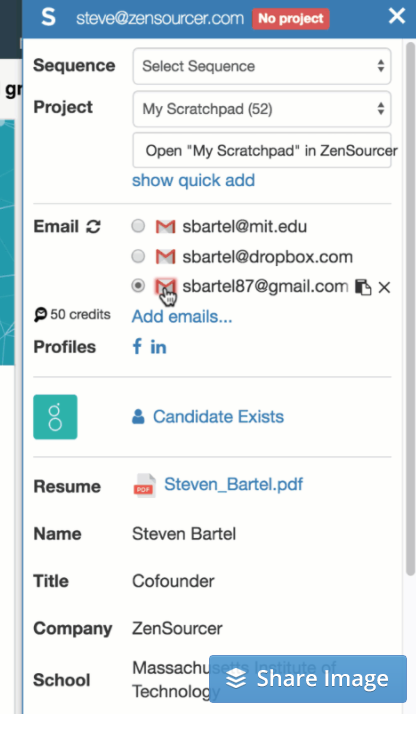 S steve@zensourcer.com No project
Sequence Select Sequence
gr
Project My Scratchpad (52)
Open "My Scratchpad" in ZenSourcer
show quick add
Email sbartel@mit.edu
sbartel@dropbox.com
sbartel87@gmail.com
50 credits Add emails...
Profiles f in
g Candidate Exists
Resume PDF Steven_Bartel.pdf
Name Steven Bartel
Title Cofounder
Company ZenSourcer
School Massachusetts Institute of
Technology
Share Image